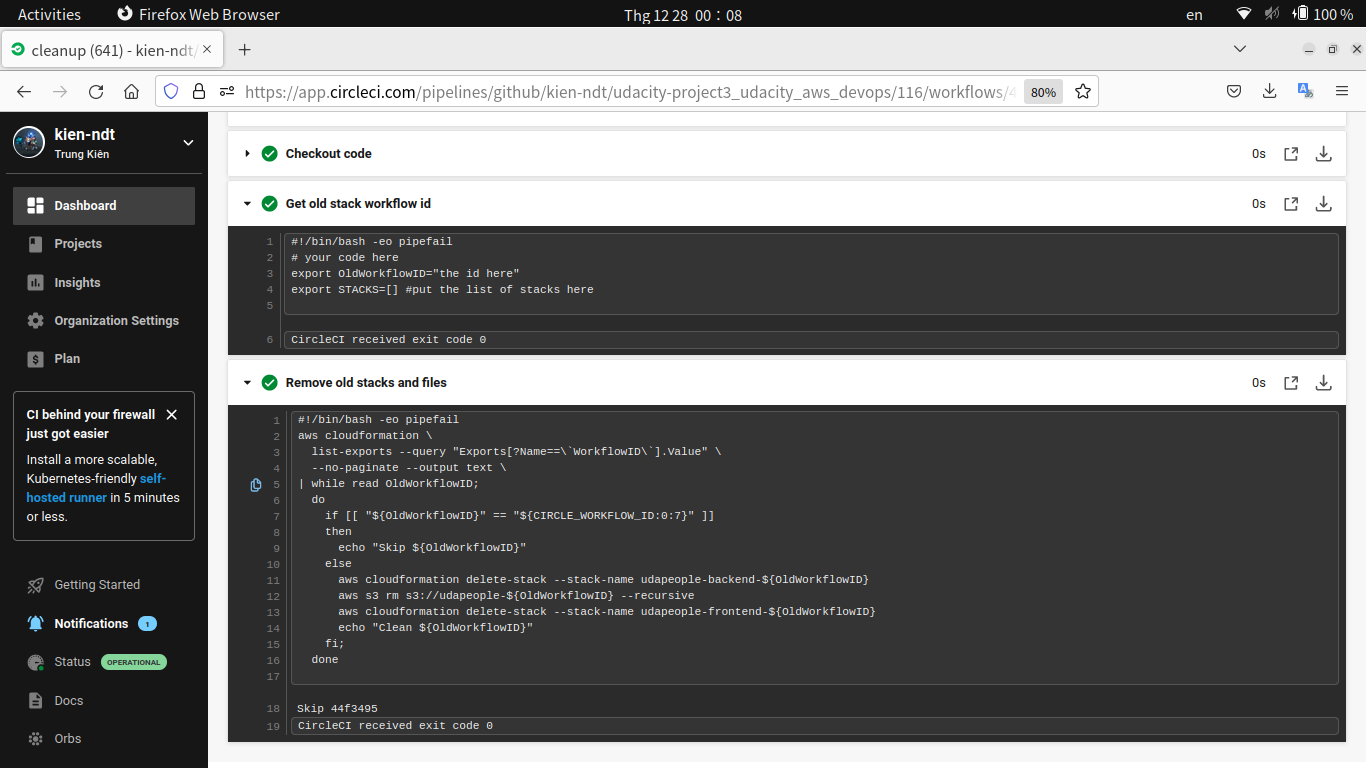 Activities
Firefox Web Browser
Thg 12 28 00 : 08
en
100 %
cleanup (641) - kien-ndt/
https://app.circleci.com/pipelines/github/kien-ndt/udacity-project3_udacity_aws_devops/116/workflows/4
80%
kien-ndt
Trung Kiên
Dashboard
Projects
Insights
Organization Settings
Plan
CI behind your firewall
just got easier
Install a more scalable,
Kubernetes-friendly self-
hosted runner in 5 minutes
or less.
Getting Started
Notifications 1
Status OPERATIONAL
Docs
Orbs
Checkout code 0s
Get old stack workflow id 0s
1 #!/bin/bash -eo pipefail
2 # your code here
3 export OldWorkflowID="the id here"
4 export STACKS=[] #put the list of stacks here
5
6 CircleCI received exit code 0
Remove old stacks and files 0s
1 #!/bin/bash -eo pipefail
2 aws cloudformation \
3   list-exports --query "Exports[?Name==\`WorkflowID\`].Value" \
4   --no-paginate --output text \
5 | while read OldWorkflowID;
6   do
7     if [[ "${OldWorkflowID}" == "${CIRCLE_WORKFLOW_ID:0:7}" ]]
8     then
9       echo "Skip ${OldWorkflowID}"
10     else
11       aws cloudformation delete-stack --stack-name udapeople-backend-${OldWorkflowID}
12       aws s3 rm s3://udapeople-${OldWorkflowID} --recursive
13       aws cloudformation delete-stack --stack-name udapeople-frontend-${OldWorkflowID}
14       echo "Clean ${OldWorkflowID}"
15     fi;
16   done
17
18 Skip 44f3495
19 CircleCI received exit code 0